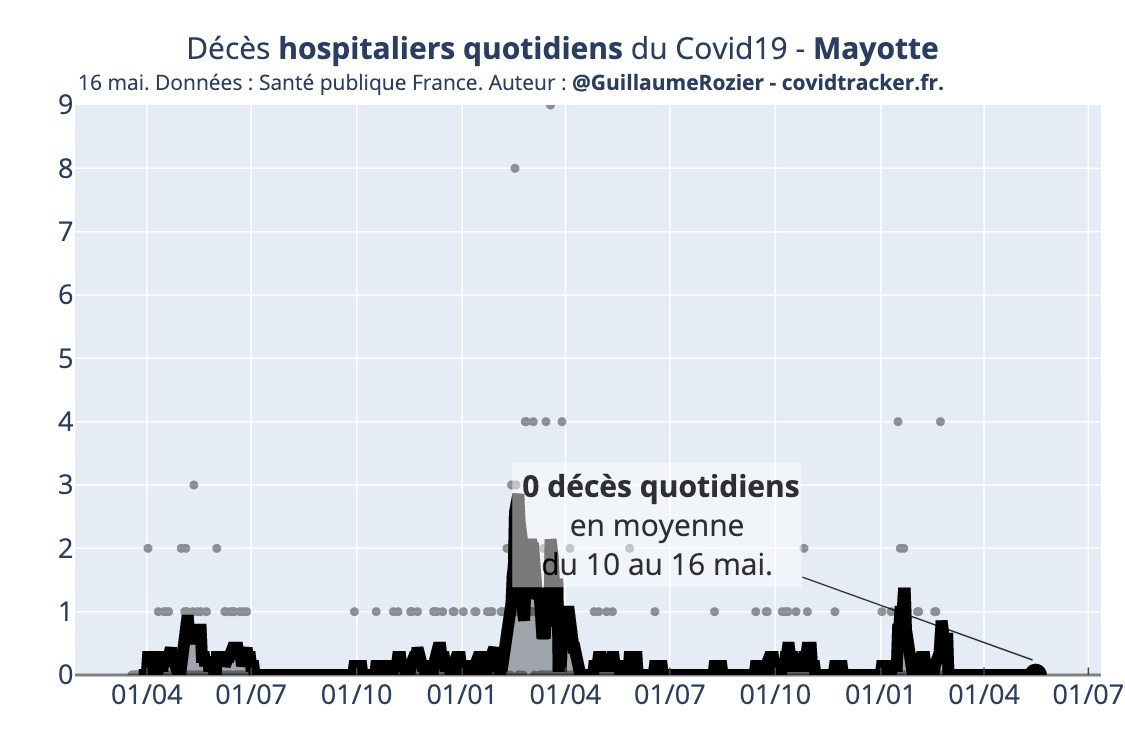 Décès hospitaliers quotidiens du Covid19 - Mayotte
16 mai. Données : Santé publique France. Auteur : @GuillaumeRozier - covidtracker.fr.
9
8
7
6
5
4
3
2
1
0
0 décès quotidiens
en moyenne
du 10 au 16 mai.
01/04 01/07 01/10 01/01 01/04 01/07 01/10 01/01 01/04 01/07